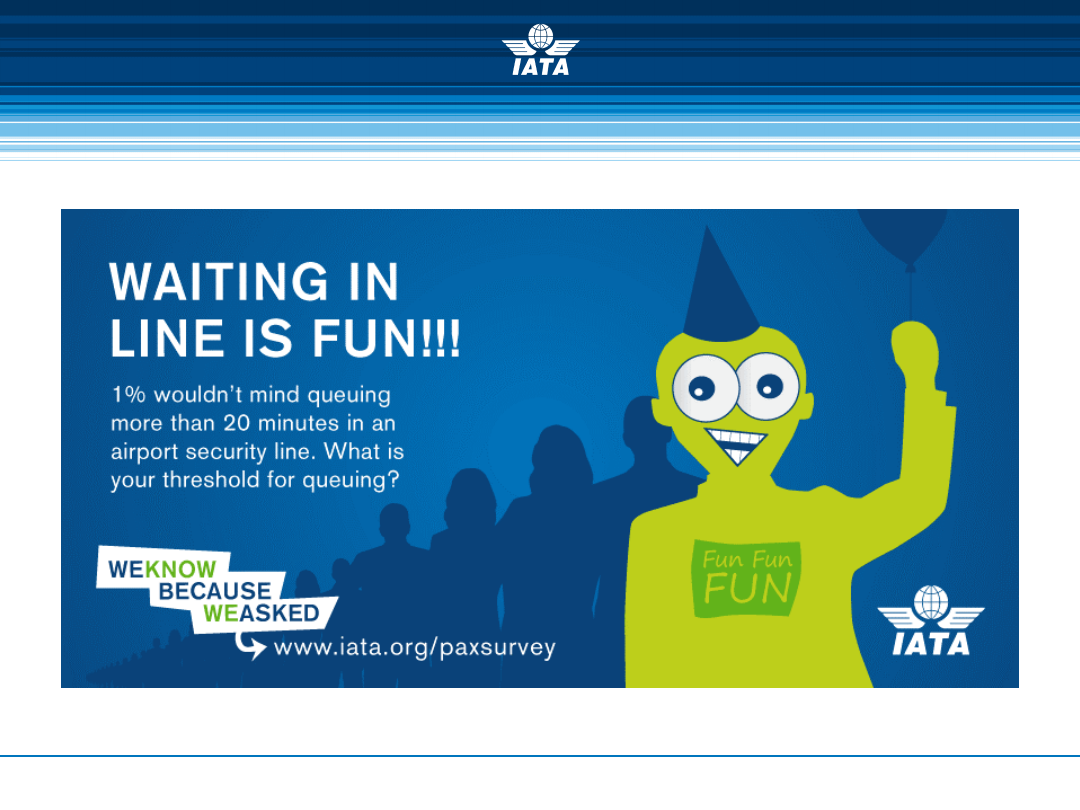 IATA
WAITING IN
LINE IS FUN!!!
1% wouldn't mind queuing
more than 20 minutes in an
airport security line. What is
your threshold for queuing?
WEKNOW
BECAUSE
WEASKED
www.iata.org/paxsurvey
Fun Fun
FUN
IATA